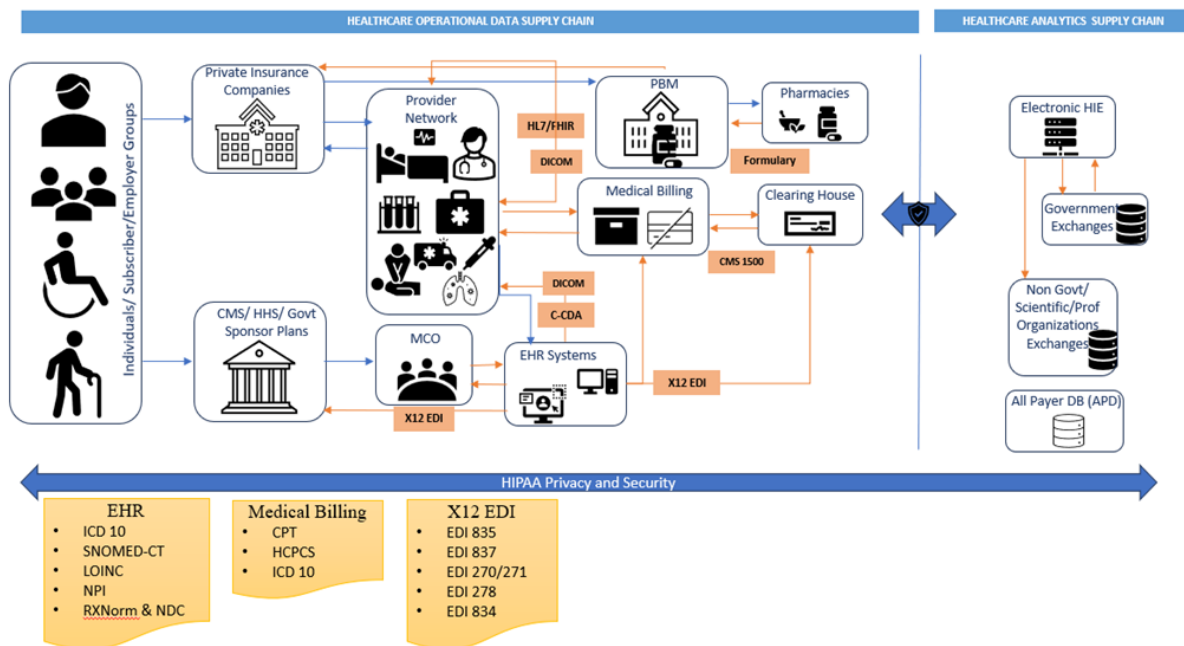 HEALTHCARE OPERATIONAL DATA SUPPLY CHAIN
HEALTHCARE ANALYTICS SUPPLY CHAIN
Individuals/ Subscriber/Employer Groups
Private Insurance
Companies
Provider
Network
HL7/FHIR
DICOM
PBM
Pharmacies
Formulary
Medical Billing
Clearing House
CMS 1500
DICOM
C-CDA
CMS/ HHS/ Govt
Sponsor Plans
MCO
EHR Systems
X12 EDI
X12 EDI
Electronic HIE
Government
Exchanges
Non Govt/
Scientific/Prof
Organizations
Exchanges
All Payer DB (APD)
HIPAA Privacy and Security
EHR
• ICD 10
• SNOMED-CT
• LOINC
• NPI
• RXNorm & NDC
Medical Billing
• CPT
• HCPCS
• ICD 10
X12 EDI
• EDI 835
• EDI 837
• EDI 270/271
• EDI 278
• EDI 834